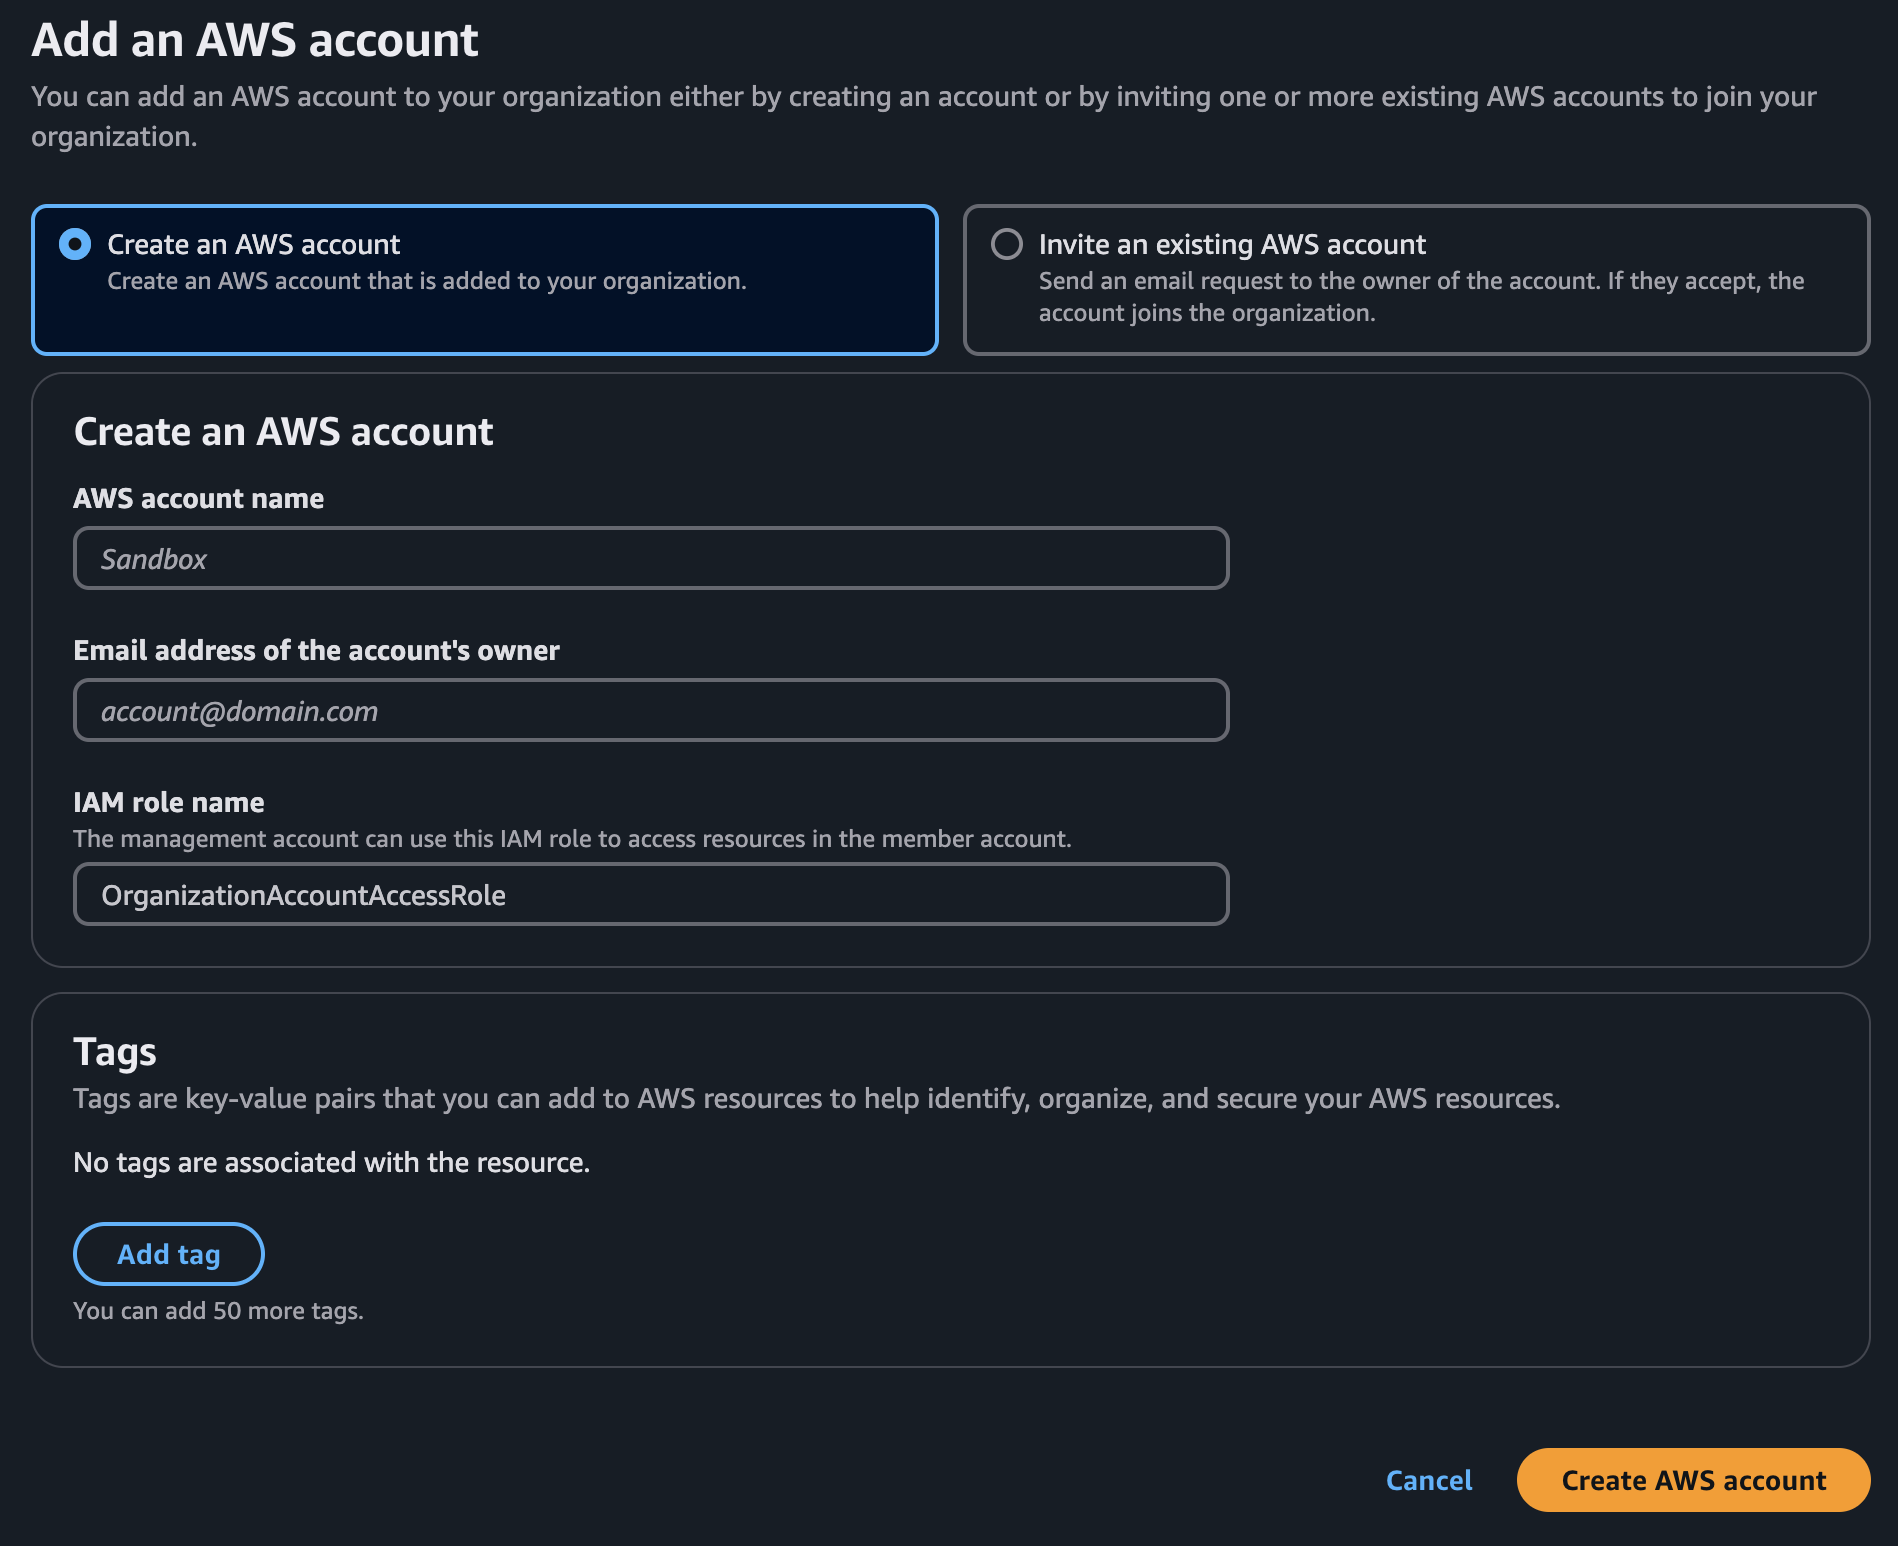 Add an AWS account
You can add an AWS account to your organization either by creating an account or by inviting one or more existing AWS accounts to join your
organization.
Create an AWS account
Create an AWS account that is added to your organization.
Invite an existing AWS account
Send an email request to the owner of the account. If they accept, the
account joins the organization.
Create an AWS account
AWS account name
Sandbox
Email address of the account's owner
account@domain.com
IAM role name
The management account can use this IAM role to access resources in the member account.
OrganizationAccountAccessRole
Tags
Tags are key-value pairs that you can add to AWS resources to help identify, organize, and secure your AWS resources.
No tags are associated with the resource.
Add tag
You can add 50 more tags.
Cancel
Create AWS account